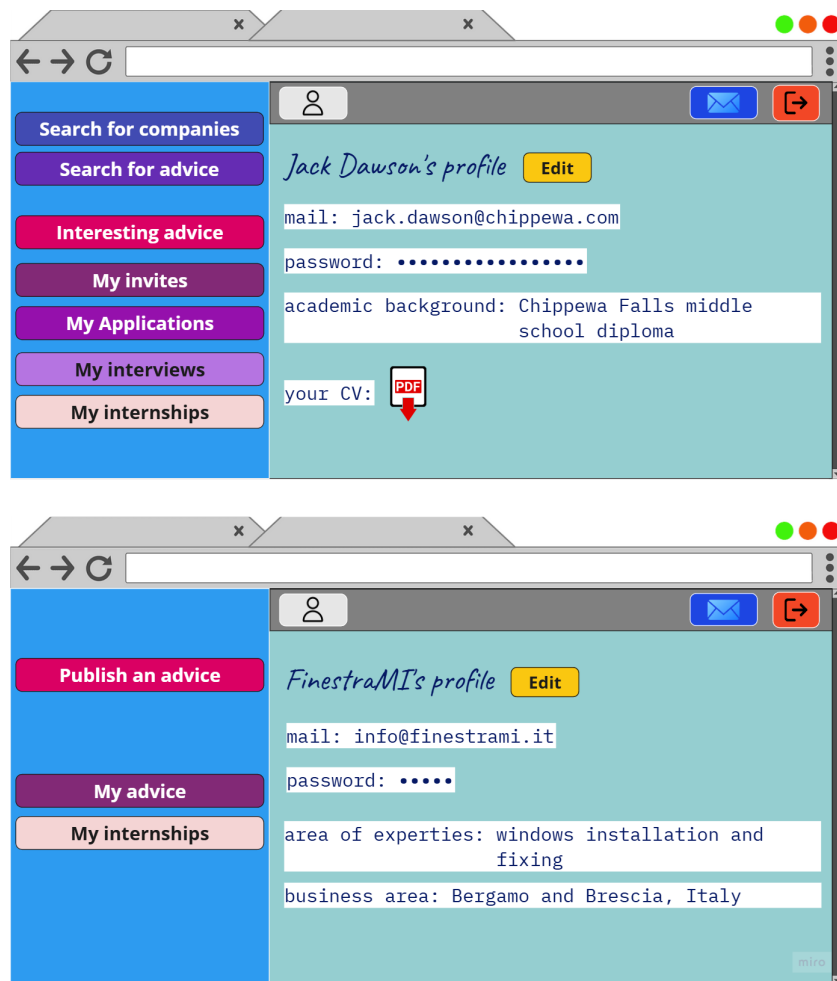 Search for companies
Search for advice
Interesting advice
My invites
My Applications
My interviews
My internships
Jack Dawson's profile Edit
mail: jack.dawson@chippewa.com
password: •••••••••••••••••
academic background: Chippewa Falls middle
school diploma
your CV: PDF
Publish an advice
My advice
My internships
FinestraMI's profile Edit
mail: info@finestrami.it
password: •••••
area of experties: windows installation and
fixing
business area: Bergamo and Brescia, Italy
miro